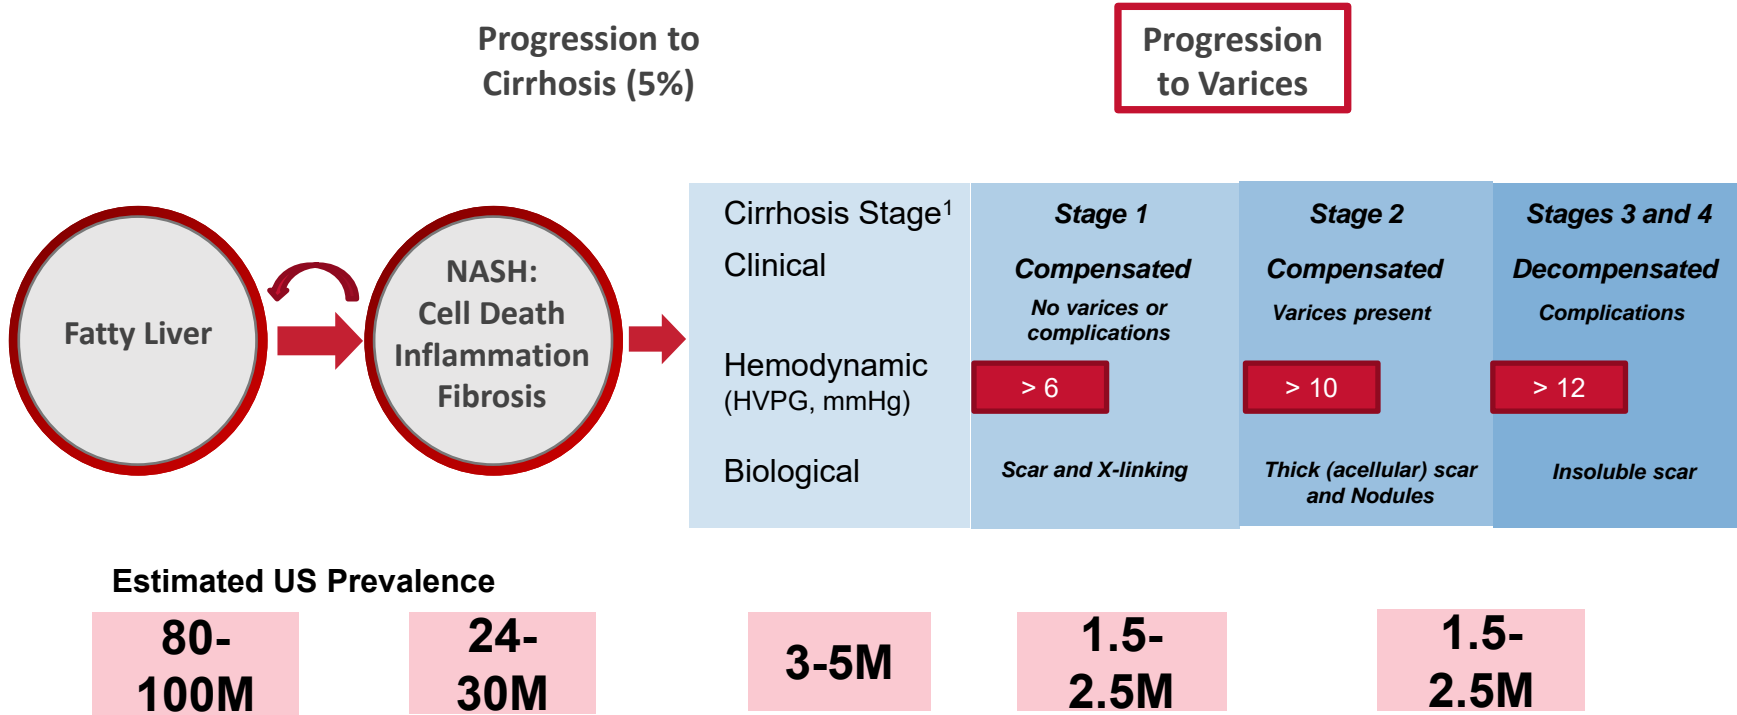 Progression to
Cirrhosis (5%)
Progression
to Varices
Fatty Liver
NASH:
Cell Death
Inflammation
Fibrosis
Cirrhosis Stage1
Stage 1
Stage 2
Stages 3 and 4
Clinical
Compensated
Compensated
Decompensated
No varices or
complications
Varices present
Complications
Hemodynamic
(HVPG, mmHg)
> 6
> 10
> 12
Biological
Scar and X-linking
Thick (acellular) scar
and Nodules
Insoluble scar
Estimated US Prevalence
80-
100M
24-
30M
3-5M
1.5-
2.5M
1.5-
2.5M